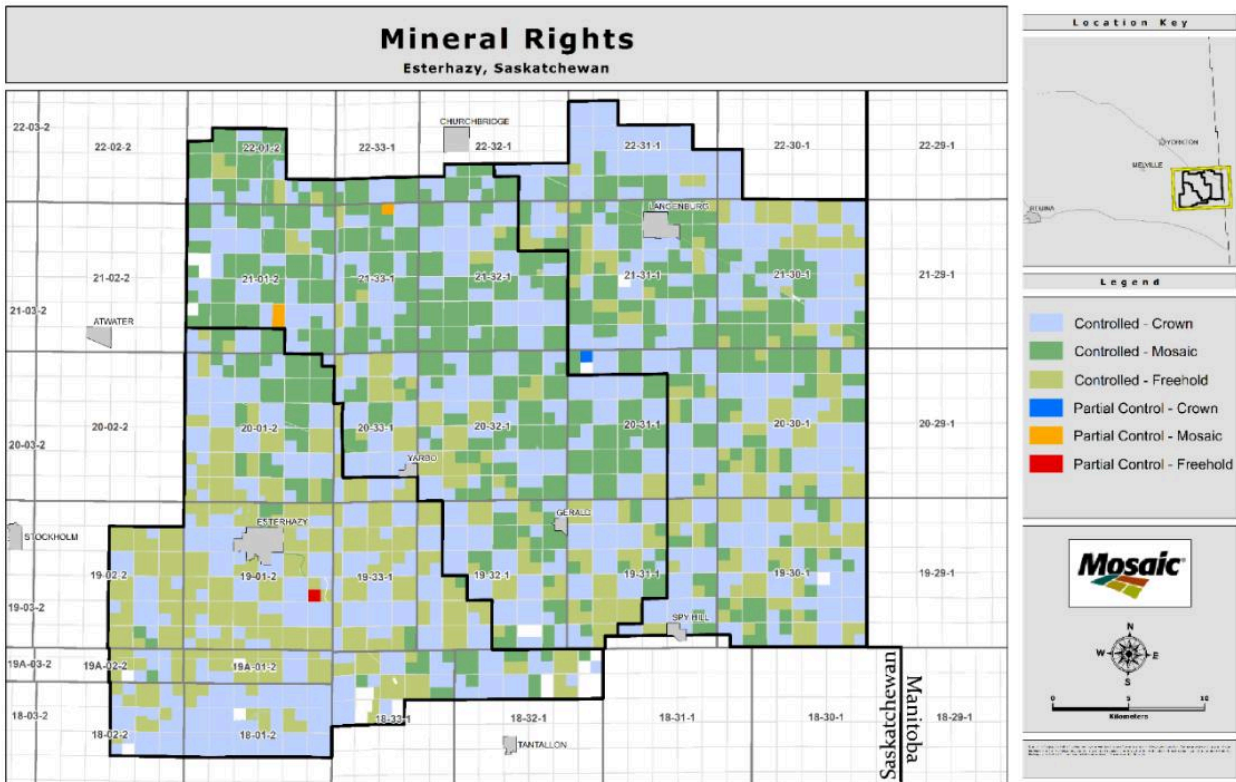 Mineral Rights
Esterhazy, Saskatchewan
Location Key
YORKTON
MELVILLE
REGINA
Legend
Controlled - Crown
Controlled - Mosaic
Controlled - Freehold
Partial Control - Crown
Partial Control - Mosaic
Partial Control - Freehold
Mosaic®
N
W E
S
0 5 10
Kilometers
CHURCHBRIDGE
22-03-2
22-02-2
22-01-2
22-33-1
22-32-1
22-31-1
22-30-1
22-29-1
LANGENBURG
21-02-2
21-01-2
21-33-1
21-32-1
21-31-1
21-30-1
21-29-1
21-03-2
ATWATER
20-02-2
20-01-2
20-33-1
20-32-1
20-31-1
20-30-1
20-29-1
20-03-2
YARBO
ESTERHAZY
GERALD
STOCKHOLM
19-02-2
19-01-2
19-33-1
19-32-1
19-31-1
19-30-1
19-29-1
19-03-2
SPY HILL
19A-03-2
19A-02-2
19A-01-2
18-03-2
18-02-2
18-01-2
18-33-1
18-32-1
18-31-1
18-30-1
18-29-1
TANTALLON
Saskatchewan
Manitoba